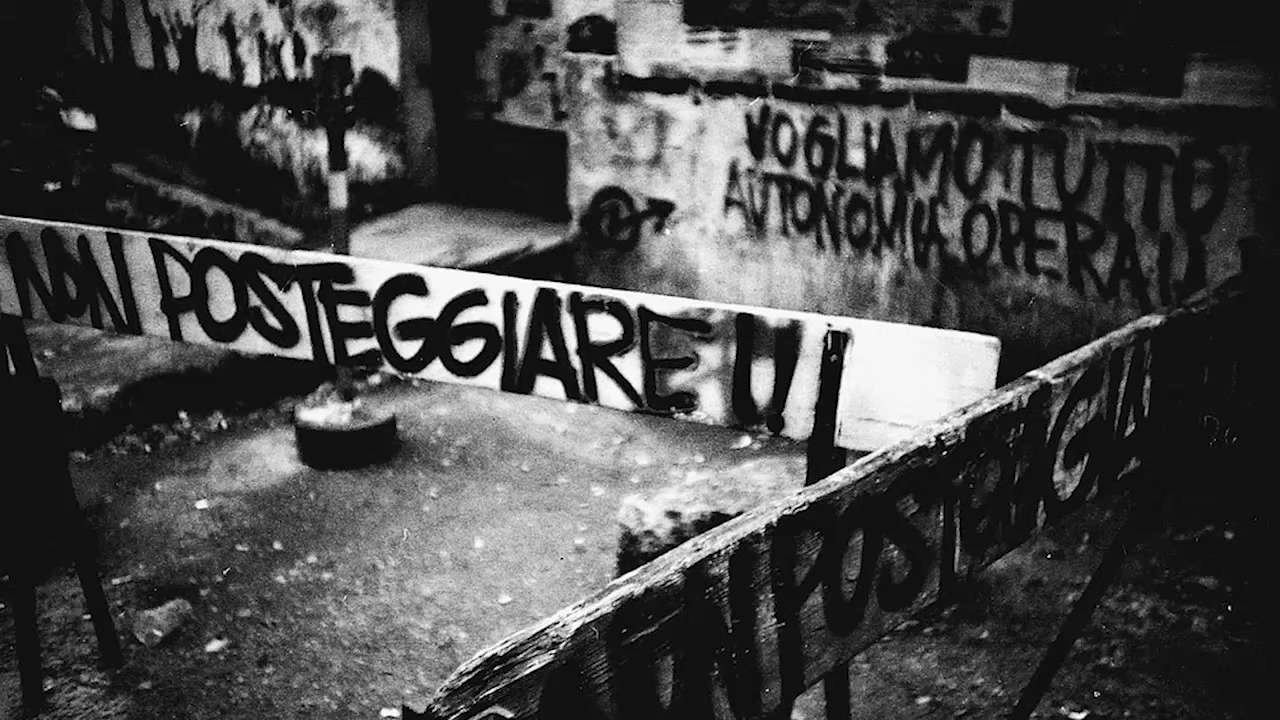 VOGLIAMO TUTTO
AUTONOMIA OPERAIA
NON POSTEGGIARE !!
NON POSTEGGIA